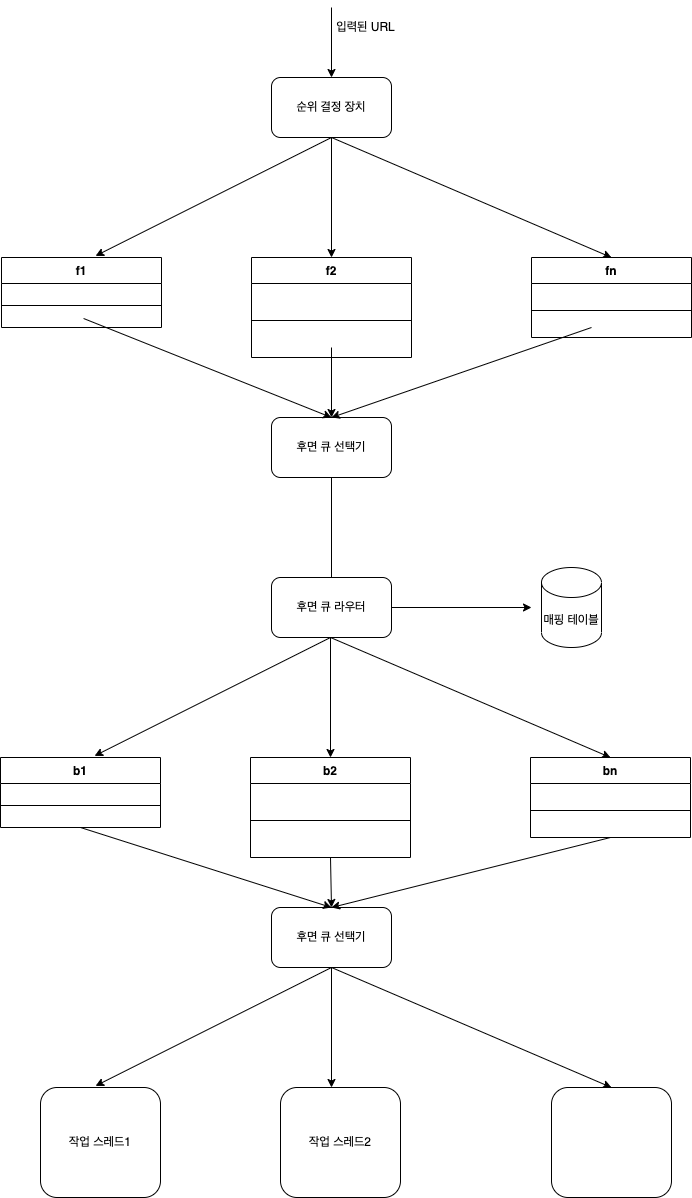 입력된 URL
순위 결정 장치
f1
f2
fn
후면 큐 선택기
후면 큐 라우터
매핑 테이블
b1
b2
bn
후면 큐 선택기
작업 스레드1
작업 스레드2